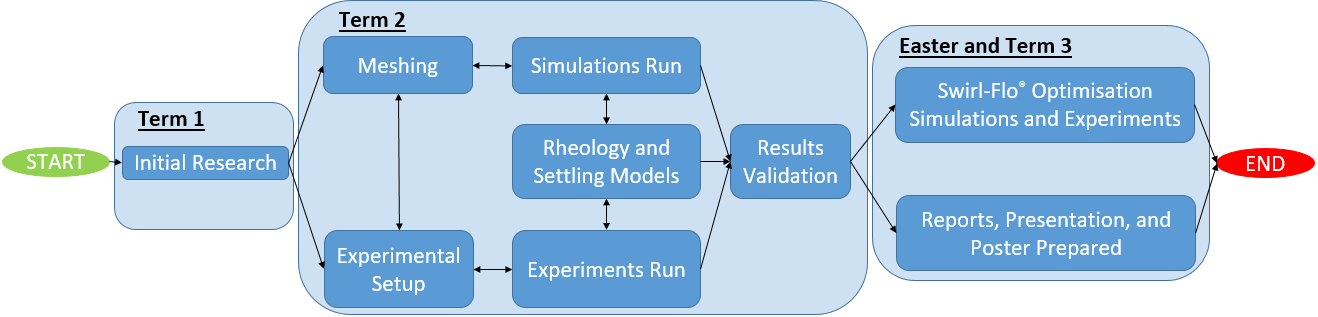 START
Term 1
Initial Research
Term 2
Meshing
Simulations Run
Rheology and
Settling Models
Experimental
Setup
Experiments Run
Results
Validation
Easter and Term 3
Swirl-Flo® Optimisation
Simulations and Experiments
Reports, Presentation, and
Poster Prepared
END